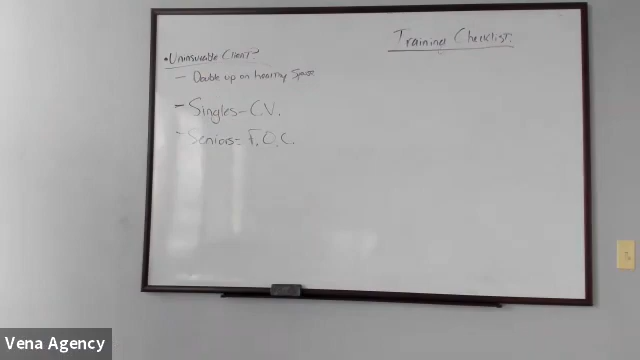 Training Checklist:
• Uninsurable Client?
— Double up on healthy Spouse
— Singles – C.V.
— Seniors = F.O.C.
Vena Agency